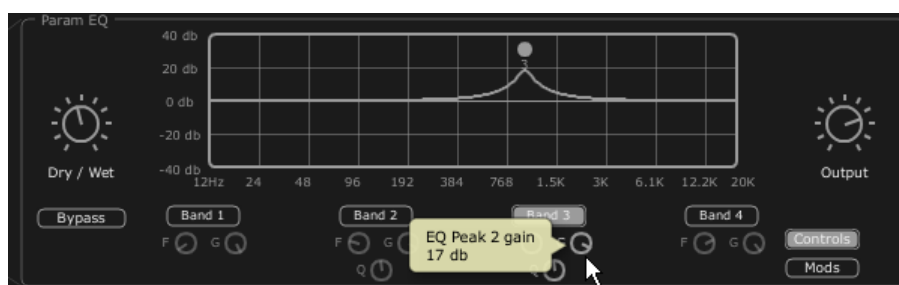 Param EQ
40 db
20 db
0 db
-20 db
-40 db
3
12Hz 24 48 96 192 384 768 1.5K 3K 6.1K 12.2K 20K
Dry / Wet
Output
Bypass
Band 1
Band 2
Band 3
Band 4
F G
F G
F G
EQ Peak 2 gain
17 db
Q
Q
Controls
Mods